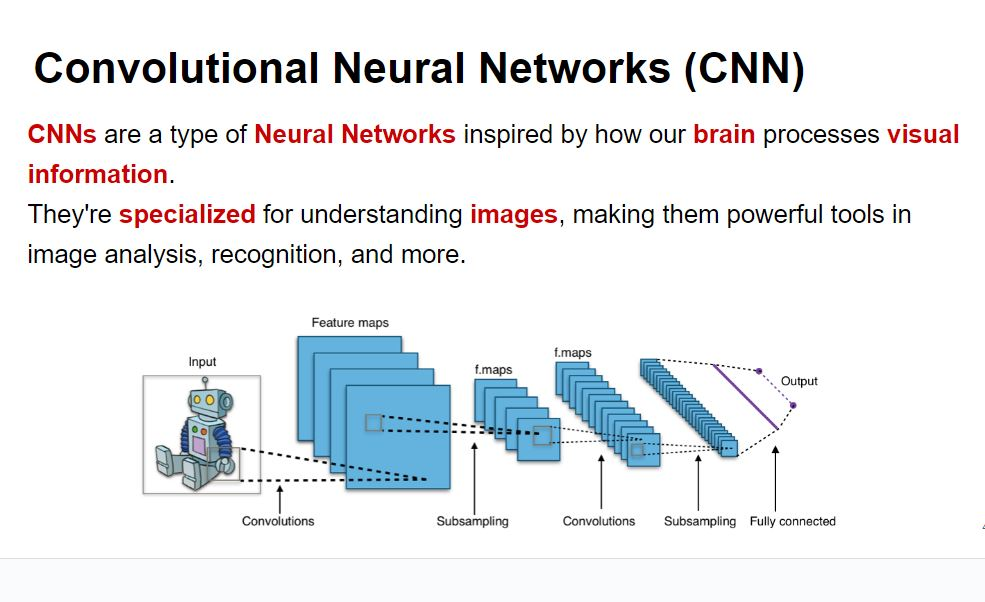 Convolutional Neural Networks (CNN)
CNNs are a type of Neural Networks inspired by how our brain processes visual
information.
They're specialized for understanding images, making them powerful tools in
image analysis, recognition, and more.
Feature maps
Input
f.maps
f.maps
Output
Convolutions
Subsampling
Convolutions
Subsampling
Fully connected